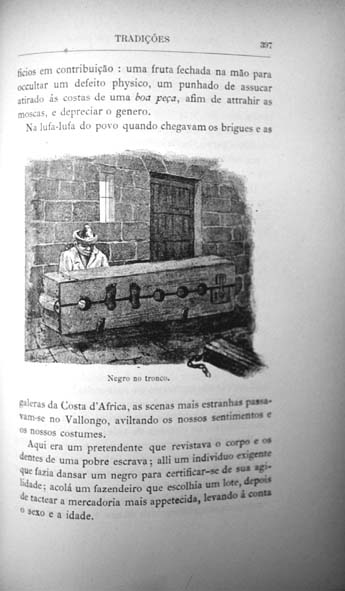 TRADIÇÕES
397
ficios em contribuição : uma fruta fechada na mão para
occultar um defeito physico, um punhado de assucar
atirado ás costas de uma boa peça, afim de attrahir as
moscas, e depreciar o genero.
Na lufa-lufa do povo quando chegavam os brigues e as
Negro no tronco.
galeras da Costa d'Africa, as scenas mais estranhas passa-
vam-se no Vallongo, aviltando os nossos sentimentos e
os nossos costumes.
Aqui era um pretendente que revistava o corpo e os
dentes de uma pobre escrava; alli um individuo exigente
que fazia dansar um negro para certificar-se de sua agi-
lidade; acolá um fazendeiro que escolhia um lote, depois
de tactear a mercadoria mais appetecida, levando á conta
o sexo e a idade.